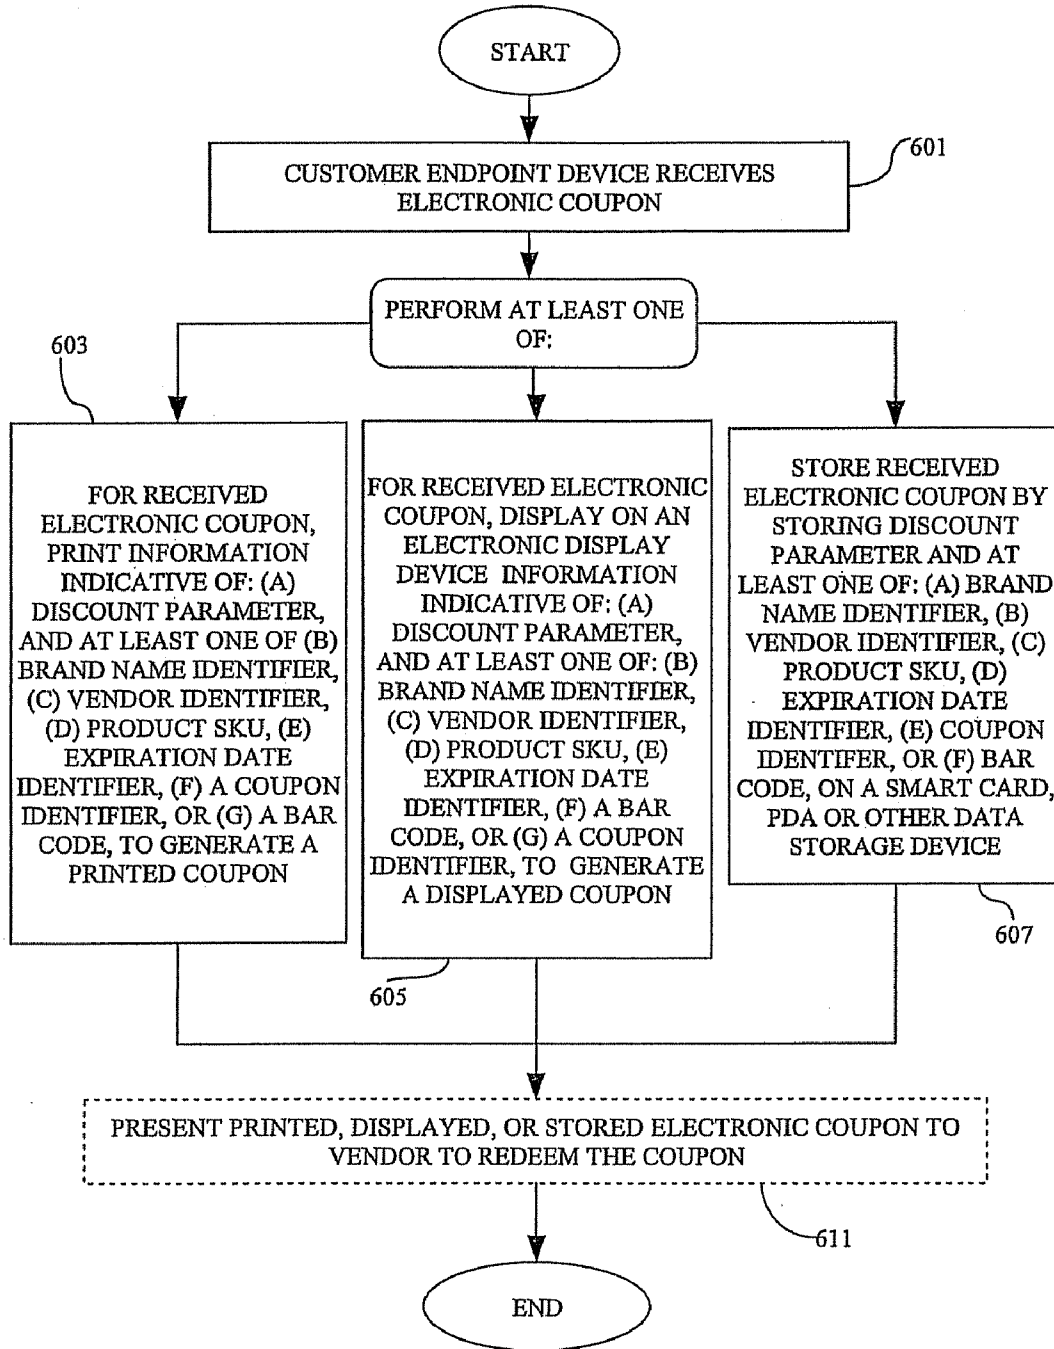 START
601
CUSTOMER ENDPOINT DEVICE RECEIVES
ELECTRONIC COUPON
PERFORM AT LEAST ONE
OF:
603
FOR RECEIVED
ELECTRONIC COUPON,
PRINT INFORMATION
INDICATIVE OF: (A)
DISCOUNT PARAMETER,
AND AT LEAST ONE OF (B)
BRAND NAME IDENTIFIER,
(C) VENDOR IDENTIFIER,
(D) PRODUCT SKU, (E)
EXPIRATION DATE
IDENTIFIER, (F) A COUPON
IDENTIFIER, OR (G) A BAR
CODE, TO GENERATE A
PRINTED COUPON
FOR RECEIVED ELECTRONIC
COUPON, DISPLAY ON AN
ELECTRONIC DISPLAY
DEVICE INFORMATION
INDICATIVE OF: (A)
DISCOUNT PARAMETER,
AND AT LEAST ONE OF: (B)
BRAND NAME IDENTIFIER,
(C) VENDOR IDENTIFIER,
(D) PRODUCT SKU, (E)
EXPIRATION DATE
IDENTIFIER, (F) A BAR
CODE, OR (G) A COUPON
IDENTIFIER, TO GENERATE
A DISPLAYED COUPON
605
STORE RECEIVED
ELECTRONIC COUPON BY
STORING DISCOUNT
PARAMETER AND AT
LEAST ONE OF: (A) BRAND
NAME IDENTIFIER, (B)
VENDOR IDENTIFIER, (C)
PRODUCT SKU, (D)
EXPIRATION DATE
IDENTIFIER, (E) COUPON
IDENTIFER, OR (F) BAR
CODE, ON A SMART CARD,
PDA OR OTHER DATA
STORAGE DEVICE
607
PRESENT PRINTED, DISPLAYED, OR STORED ELECTRONIC COUPON TO
VENDOR TO REDEEM THE COUPON
611
END